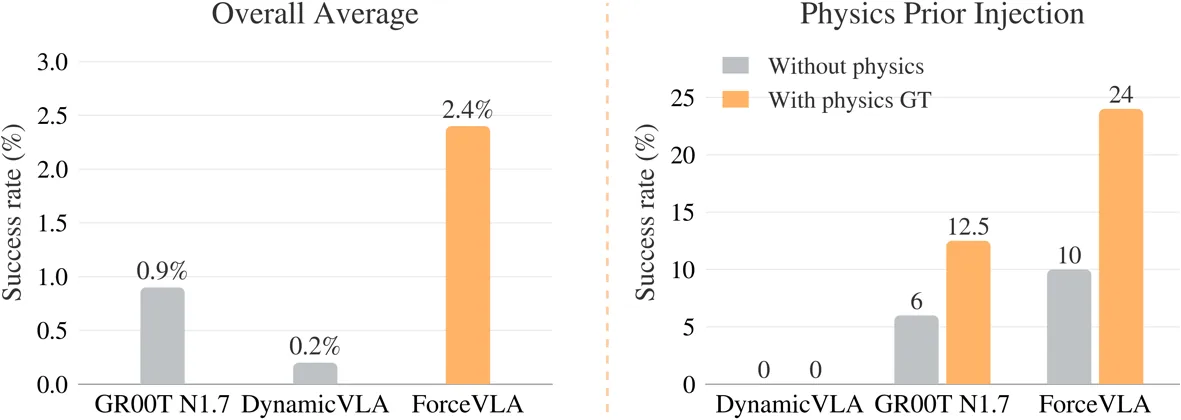 Overall Average
Success rate (%)
3.0
2.5
2.0
1.5
1.0
0.5
0.0
0.9%
0.2%
2.4%
GR00T N1.7 DynamicVLA ForceVLA
Physics Prior Injection
Without physics
With physics GT
Success rate (%)
25
20
15
10
5
0
0 0
6
12.5
10
24
DynamicVLA GR00T N1.7 ForceVLA